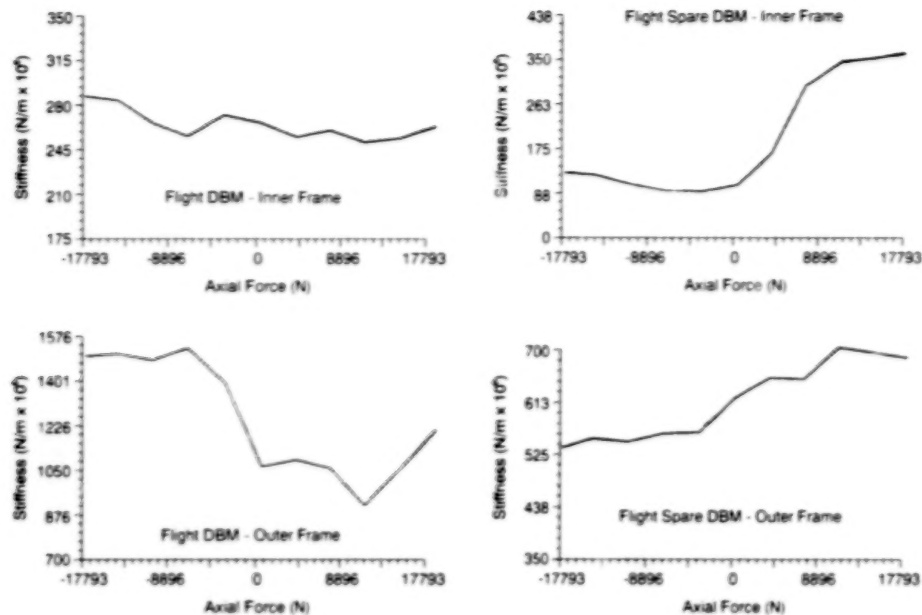 350
315
280
245
210
175
Stiffness (N/m x 10⁶)
Flight DBM - Inner Frame
-17793 -8896 0 8896 17793
Axial Force (N)
438
350
263
175
88
0
Stiffness (N/m x 10⁶)
Flight Spare DBM - Inner Frame
-17793 -8896 0 8896 17793
Axial Force (N)
1576
1401
1226
1050
876
700
Stiffness (N/m x 10⁶)
Flight DBM - Outer Frame
-17793 -8896 0 8896 17793
Axial Force (N)
700
613
525
438
350
Stiffness (N/m x 10⁶)
Flight Spare DBM - Outer Frame
-17793 -8896 0 8896 17793
Axial Force (N)